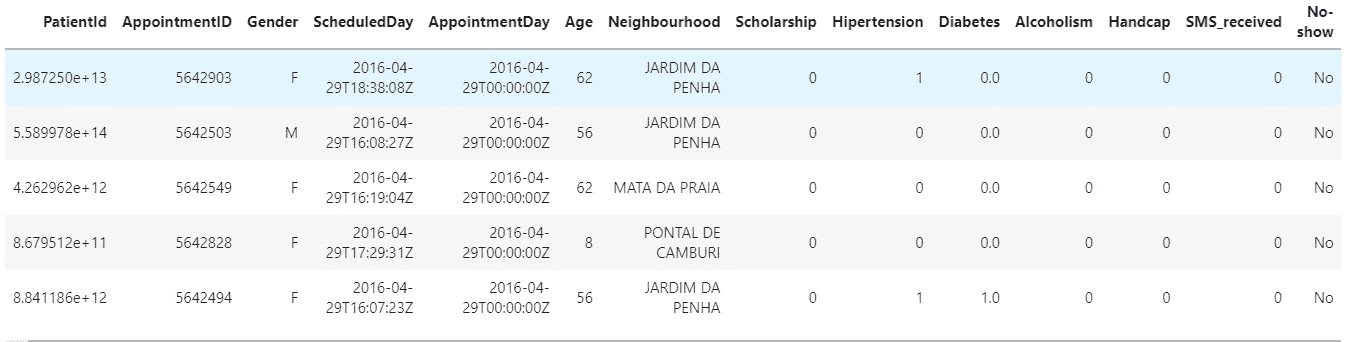 PatientId AppointmentID Gender ScheduledDay AppointmentDay Age Neighbourhood Scholarship Hipertension Diabetes Alcoholism Handcap SMS_received No-
show
2.987250e+13 5642903 F 2016-04- 2016-04- 62 JARDIM DA 0 1 0.0 0 0 0 No
29T18:38:08Z 29T00:00:00Z PENHA
5.589978e+14 5642503 M 2016-04- 2016-04- 56 JARDIM DA 0 0 0.0 0 0 0 No
29T16:08:27Z 29T00:00:00Z PENHA
4.262962e+12 5642549 F 2016-04- 2016-04- 62 MATA DA PRAIA 0 0 0.0 0 0 0 No
29T16:19:04Z 29T00:00:00Z
8.679512e+11 5642828 F 2016-04- 2016-04- 8 PONTAL DE 0 0 0.0 0 0 0 No
29T17:29:31Z 29T00:00:00Z CAMBURI
8.841186e+12 5642494 F 2016-04- 2016-04- 56 JARDIM DA 0 1 1.0 0 0 0 No
29T16:07:23Z 29T00:00:00Z PENHA